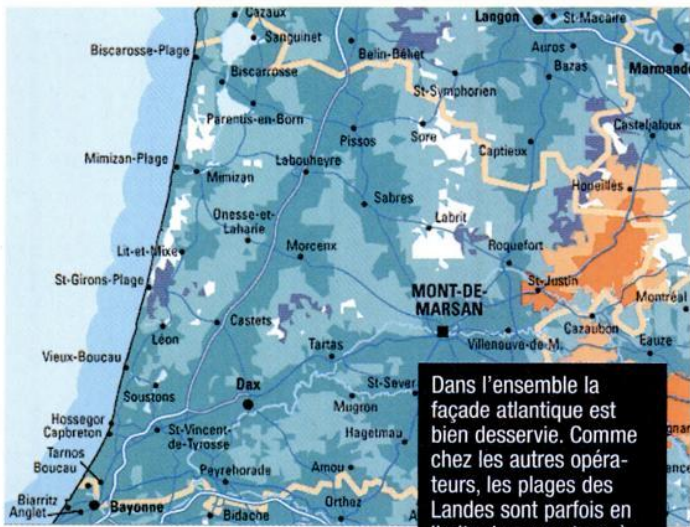 Cazaux
Langon
St-Macaire
Sanguinet
Biscarosse-Plage
Belin-Béliet
Auros
Marmande
Biscarrosse
Bazas
St-Symphorien
Parentis-en-Born
Pissos
Sore
Casteljaloux
Captieux
Mimizan-Plage
Mimizan
Labouheyre
Houeillès
Sabres
Onesse-et-
Laharie
Labrit
Lit-et-Mixe
Morcenx
Roquefort
St-Girons-Plage
St-Justin
MONT-DE-
MARSAN
Montréal
Castets
Cazaubon
Léon
Tartas
Villeneuve-de-M.
Eauze
Vieux-Boucau
Soustons
Dax
St-Sever
Mugron
Hossegor
Capbreton
St-Vincent-
de-Tyrosse
Hagetmau
Tarnos
Boucau
Peyrehorade
Amou
Biarritz
Anglet
Bayonne
Bidache
Orthez
Dans l'ensemble la
façade atlantique est
bien desservie. Comme
chez les autres opéra-
teurs, les plages des
Landes sont parfois en